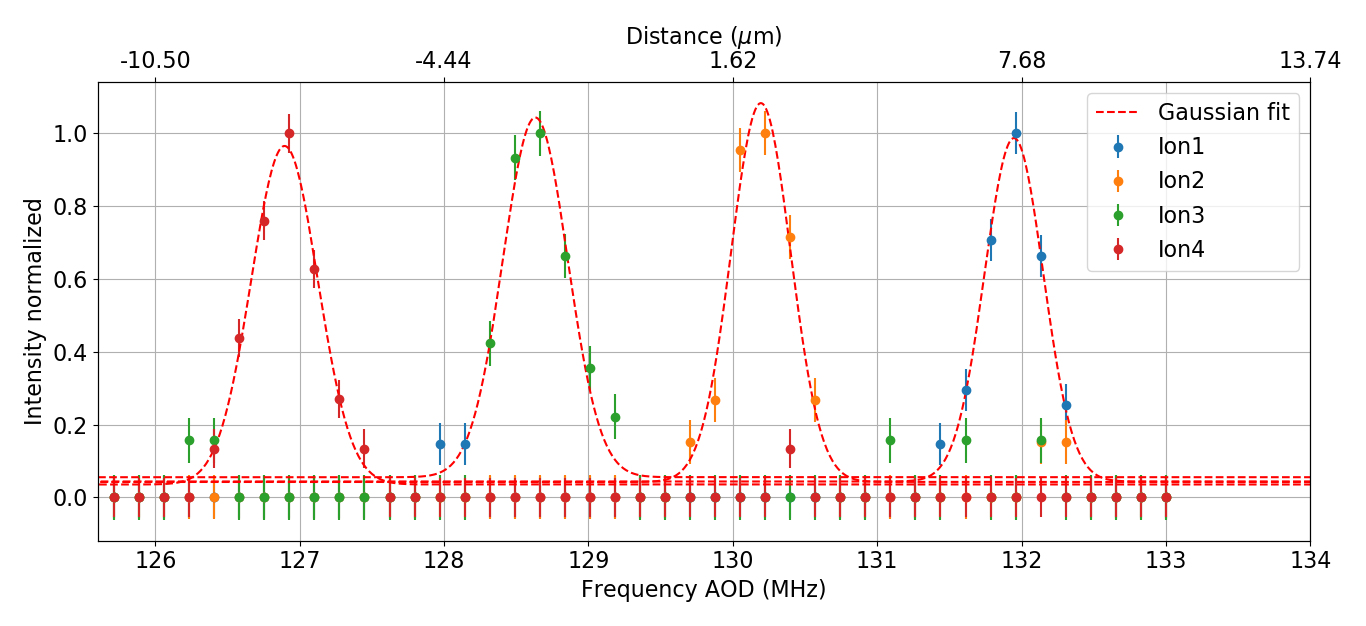 Distance (μm)
-10.50 -4.44 1.62 7.68 13.74
Gaussian fit
Ion1
Ion2
Ion3
Ion4
Intensity normalized
1.0
0.8
0.6
0.4
0.2
0.0
126 127 128 129 130 131 132 133 134
Frequency AOD (MHz)